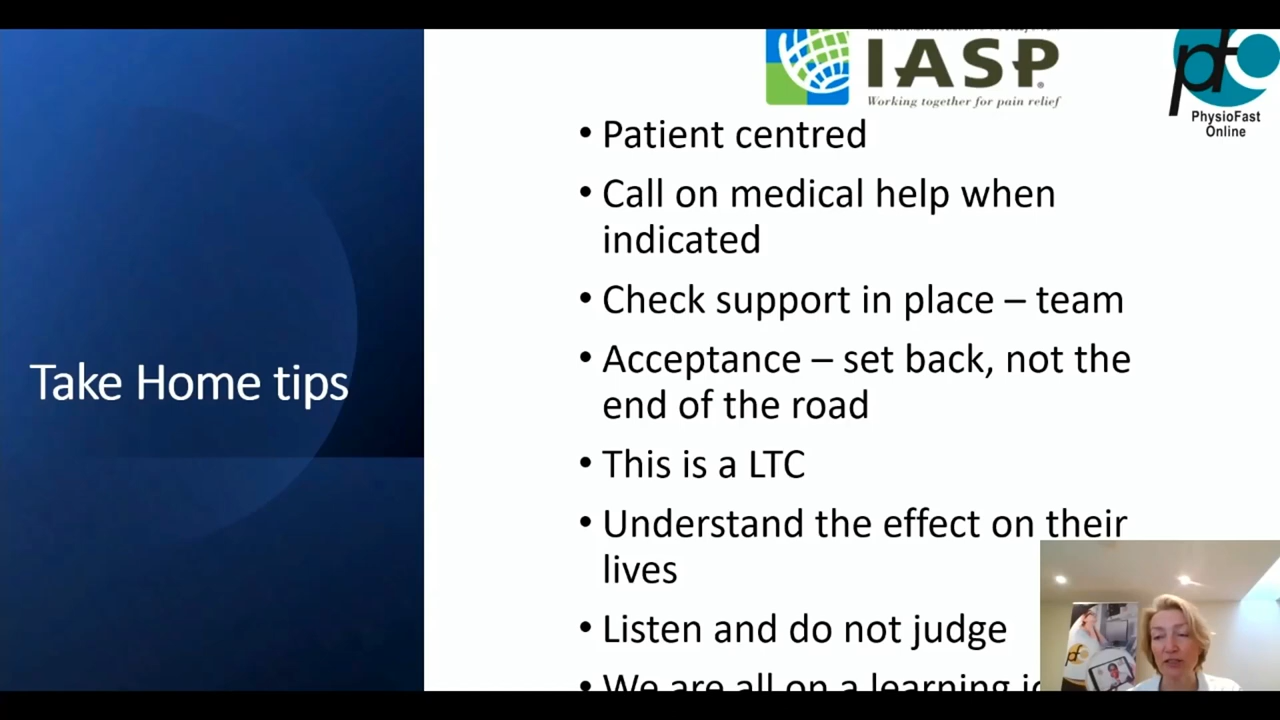 IASP
Working together for pain relief
PhysioFast
Online
• Patient centred
• Call on medical help when
indicated
• Check support in place – team
• Acceptance – set back, not the
end of the road
• This is a LTC
• Understand the effect on their
lives
• Listen and do not judge
• We are all on a learning
Take Home tips